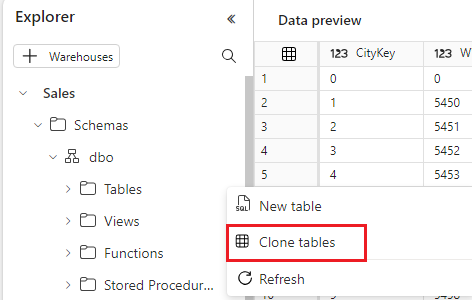 Explorer
Data preview
Warehouses
123 CityKey
123 W
Sales
1 0 0
2 1 5450
Schemas
3 2 5451
4 3 5452
dbo
5 4 5453
Tables
SQL New table
Views
Clone tables
Functions
Refresh
Stored Procedur...